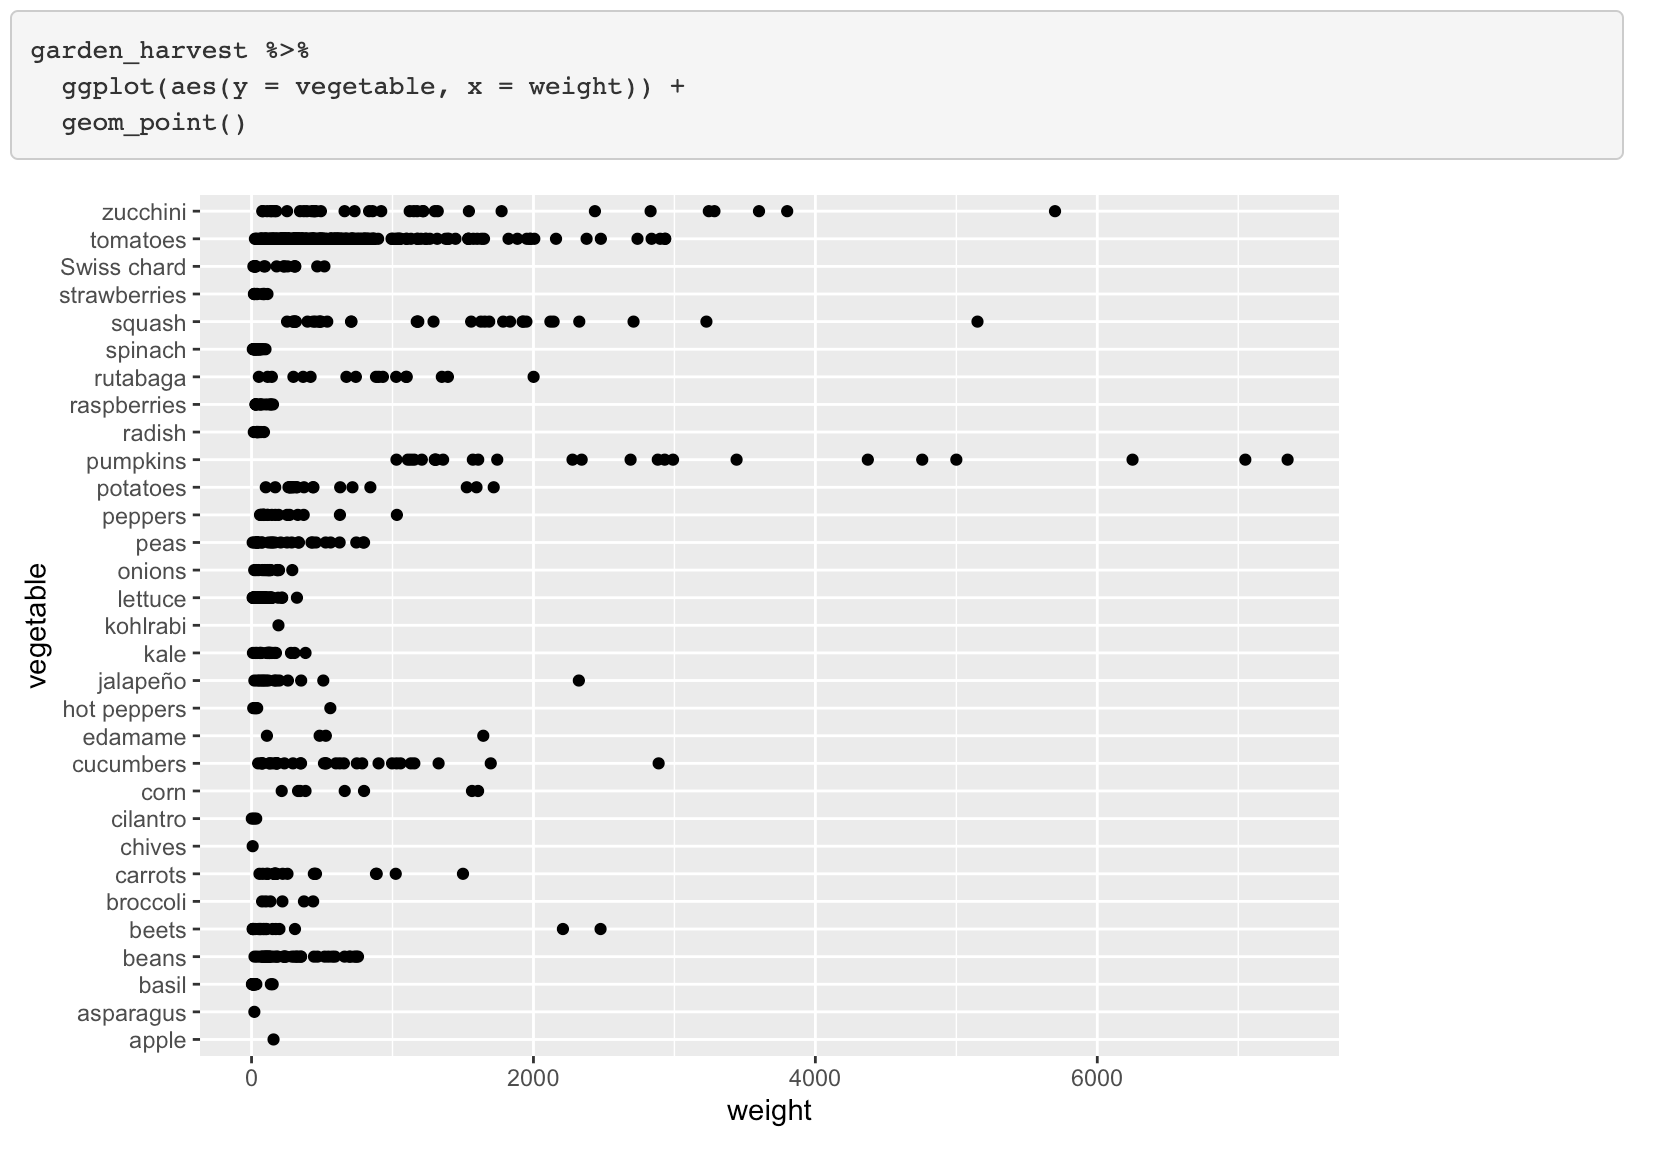 garden_harvest %>%
  ggplot(aes(y = vegetable, x = weight)) +
  geom_point()
zucchini
tomatoes
Swiss chard
strawberries
squash
spinach
rutabaga
raspberries
radish
pumpkins
potatoes
peppers
peas
onions
lettuce
kohlrabi
kale
jalapeño
hot peppers
edamame
cucumbers
corn
cilantro
chives
carrots
broccoli
beets
beans
basil
asparagus
apple
vegetable
0 2000 4000 6000
weight